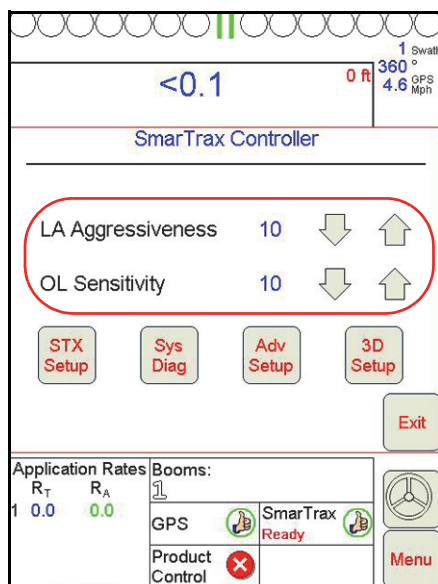 1 Swath
<0.1
0 ft
360 °
4.6 GPS Mph
SmarTrax Controller
LA Aggressiveness 10
OL Sensitivity 10
STX Setup
Sys Diag
Adv Setup
3D Setup
Exit
Application Rates
RT RA
1 0.0 0.0
Booms:
1
GPS
SmarTrax
Ready
Product Control
Menu